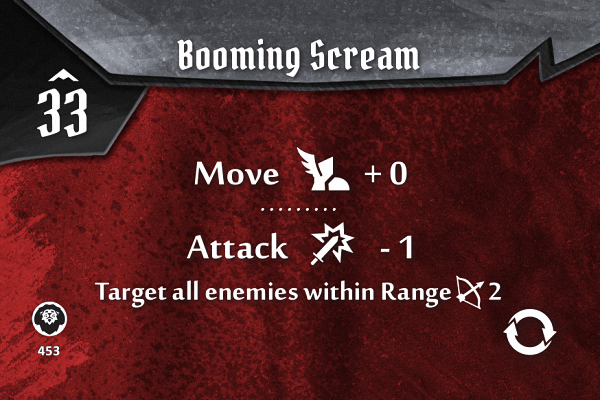 Booming Scream
33
Move + 0
Attack - 1
Target all enemies within Range 2
453